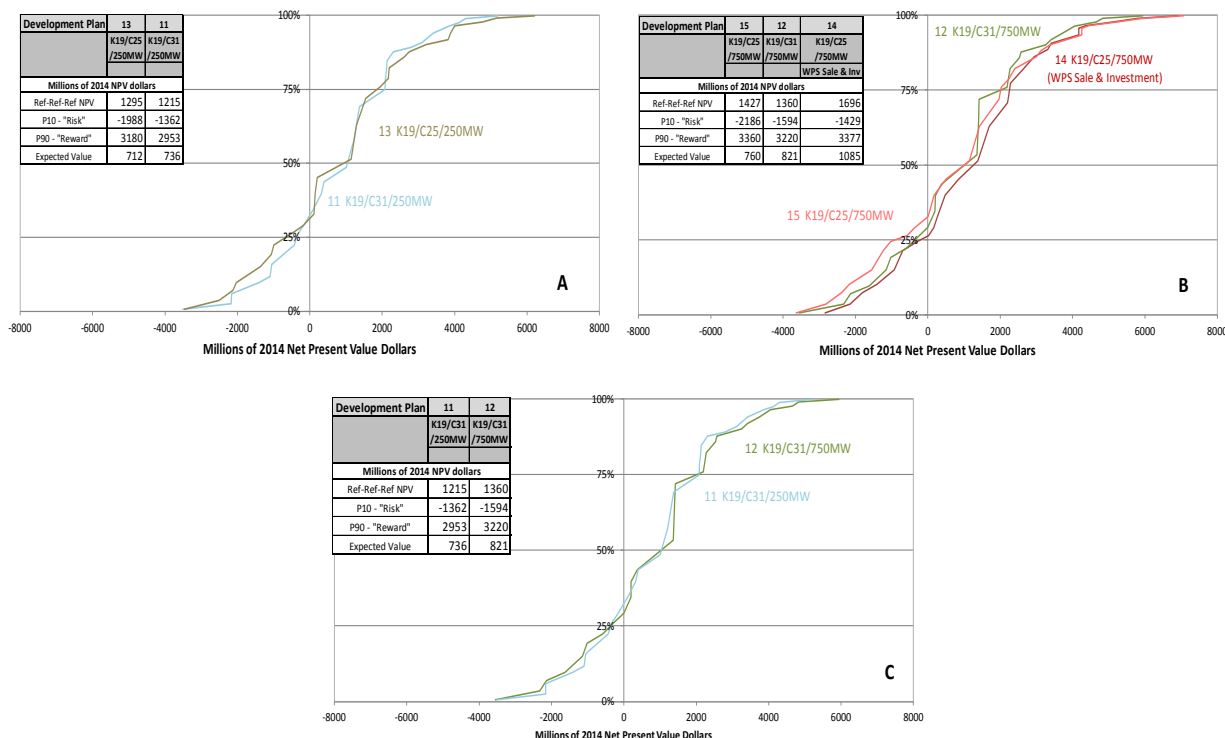 Development Plan 13 11
K19/C25 K19/C31
/250MW /250MW
Millions of 2014 NPV dollars
Ref-Ref-Ref NPV 1295 1215
P10 - "Risk" -1988 -1362
P90 - "Reward" 3180 2953
Expected Value 712 736
100%
75%
50%
25%
0%
13 K19/C25/250MW
11 K19/C31/250MW
A
-8000 -6000 -4000 -2000 0 2000 4000 6000 8000
Millions of 2014 Net Present Value Dollars
Development Plan 15 12 14
K19/C25 K19/C31 K19/C25
/750MW /750MW /750MW
WPS Sale & Inv
Millions of 2014 NPV dollars
Ref-Ref-Ref NPV 1427 1360 1696
P10 - "Risk" -2186 -1594 -1429
P90 - "Reward" 3360 3220 3377
Expected Value 760 821 1085
100%
75%
50%
25%
0%
12 K19/C31/750MW
14 K19/C25/750MW
(WPS Sale & Investment)
15 K19/C25/750MW
B
-8000 -6000 -4000 -2000 0 2000 4000 6000 8000
Millions of 2014 Net Present Value Dollars
Development Plan 11 12
K19/C31 K19/C31
/250MW /750MW
Millions of 2014 NPV dollars
Ref-Ref-Ref NPV 1215 1360
P10 - "Risk" -1362 -1594
P90 - "Reward" 2953 3220
Expected Value 736 821
100%
75%
50%
25%
0%
12 K19/C31/750MW
11 K19/C31/250MW
C
-8000 -6000 -4000 -2000 0 2000 4000 6000 8000
Millions of 2014 Net Present Value Dollars